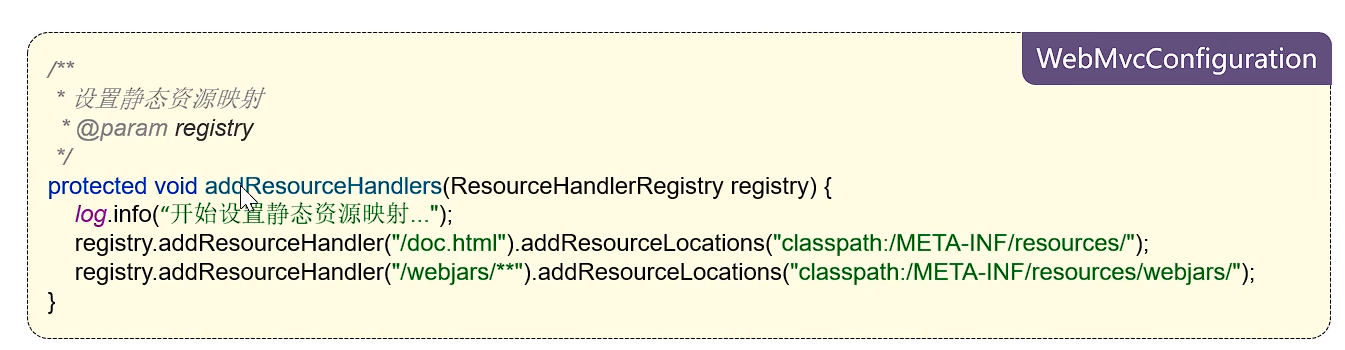 WebMvcConfiguration
/**
 * 设置静态资源映射
 * @param registry
 */
protected void addResourceHandlers(ResourceHandlerRegistry registry) {
    log.info(“开始设置静态资源映射...");
    registry.addResourceHandler("/doc.html").addResourceLocations("classpath:/META-INF/resources/");
    registry.addResourceHandler("/webjars/**").addResourceLocations("classpath:/META-INF/resources/webjars/");
}